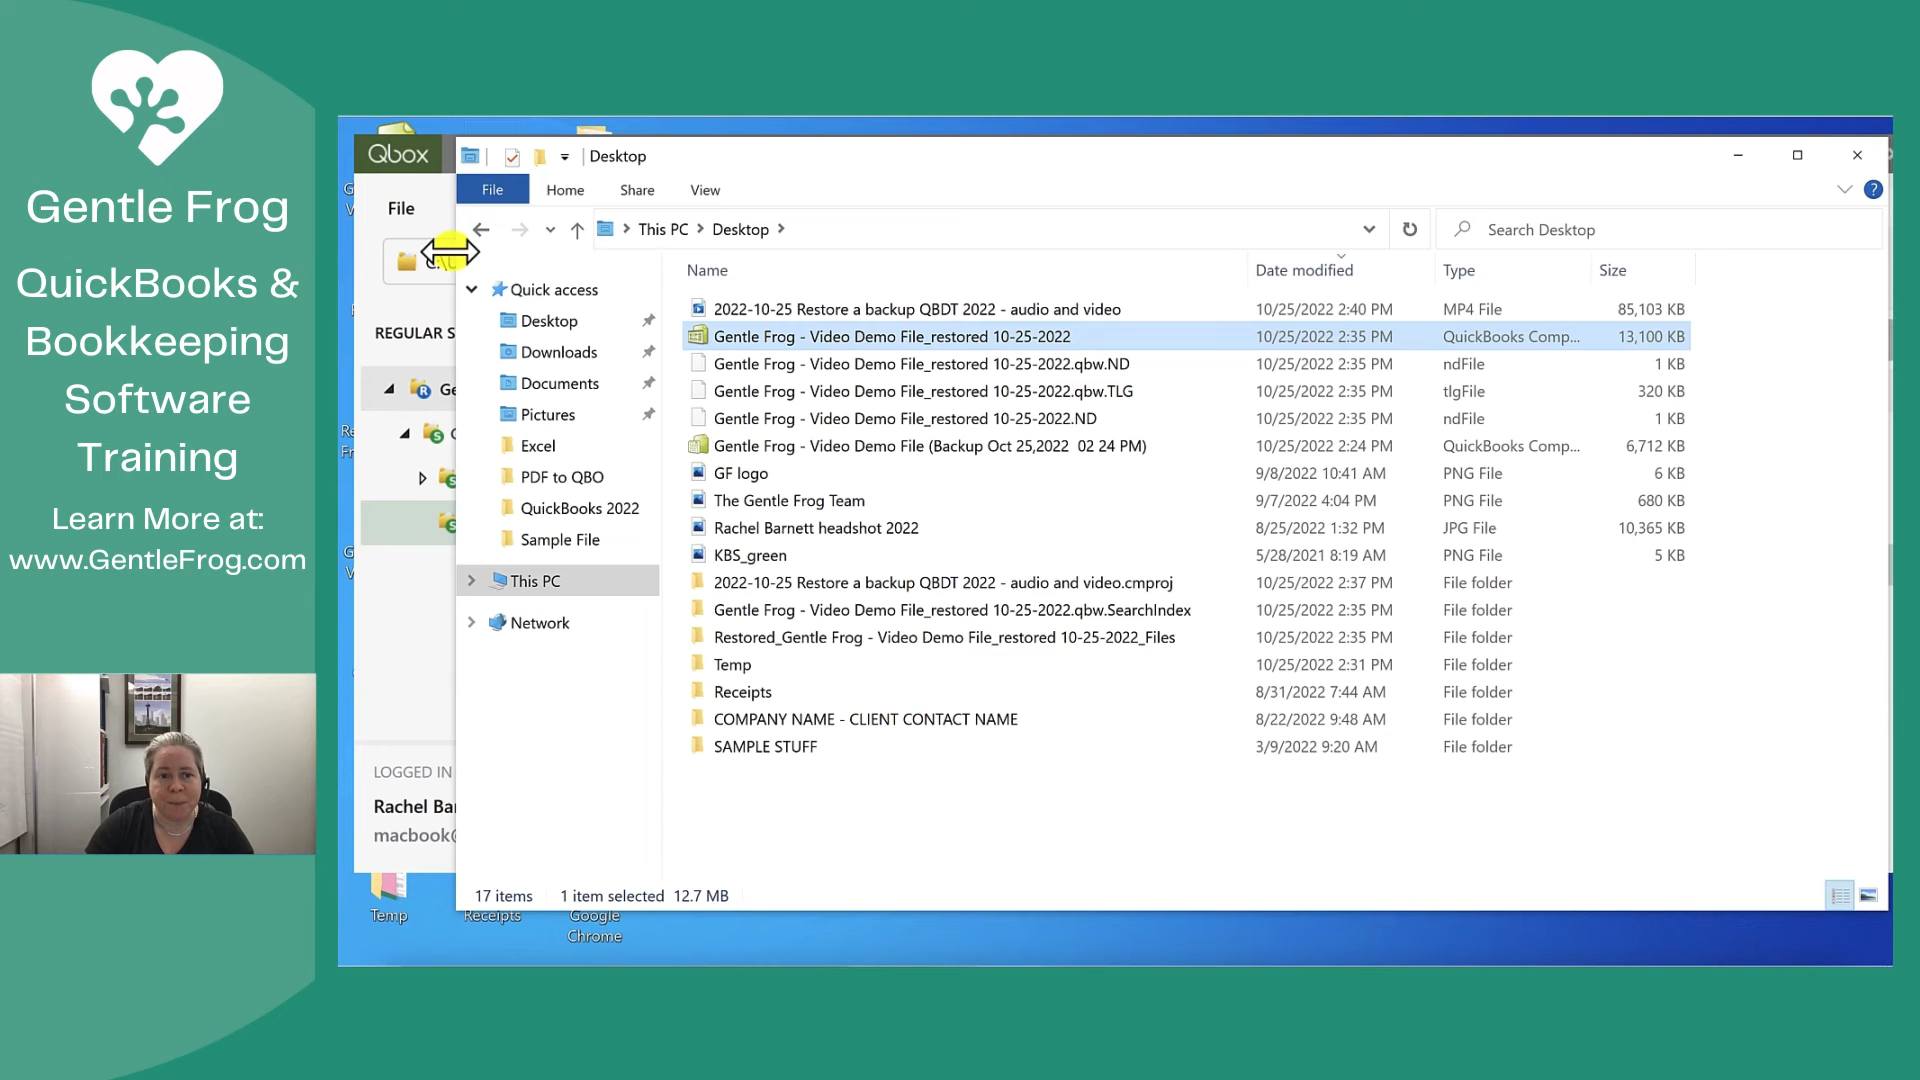 Gentle Frog
QuickBooks &
Bookkeeping
Software
Training
Learn More at:
www.GentleFrog.com
Qbox
File
REGULAR S
Ge
LOGGED IN
Rachel Bar
macbook@
Desktop
File Home Share View
This PC Desktop
Search Desktop
Quick access
Desktop
Downloads
Documents
Pictures
Excel
PDF to QBO
QuickBooks 2022
Sample File
This PC
Network
Name Date modified Type Size
2022-10-25 Restore a backup QBDT 2022 - audio and video 10/25/2022 2:40 PM MP4 File 85,103 KB
Gentle Frog - Video Demo File_restored 10-25-2022 10/25/2022 2:35 PM QuickBooks Comp... 13,100 KB
Gentle Frog - Video Demo File_restored 10-25-2022.qbw.ND 10/25/2022 2:35 PM ndFile 1 KB
Gentle Frog - Video Demo File_restored 10-25-2022.qbw.TLG 10/25/2022 2:35 PM tlgFile 320 KB
Gentle Frog - Video Demo File_restored 10-25-2022.ND 10/25/2022 2:35 PM ndFile 1 KB
Gentle Frog - Video Demo File (Backup Oct 25,2022  02 24 PM) 10/25/2022 2:24 PM QuickBooks Comp... 6,712 KB
GF logo 9/8/2022 10:41 AM PNG File 6 KB
The Gentle Frog Team 9/7/2022 4:04 PM PNG File 680 KB
Rachel Barnett headshot 2022 8/25/2022 1:32 PM JPG File 10,365 KB
KBS_green 5/28/2021 8:19 AM PNG File 5 KB
2022-10-25 Restore a backup QBDT 2022 - audio and video.cmproj 10/25/2022 2:37 PM File folder
Gentle Frog - Video Demo File_restored 10-25-2022.qbw.SearchIndex 10/25/2022 2:35 PM File folder
Restored_Gentle Frog - Video Demo File_restored 10-25-2022_Files 10/25/2022 2:35 PM File folder
Temp 10/25/2022 2:31 PM File folder
Receipts 8/31/2022 7:44 AM File folder
COMPANY NAME - CLIENT CONTACT NAME 8/22/2022 9:48 AM File folder
SAMPLE STUFF 3/9/2022 9:20 AM File folder
17 items 1 item selected 12.7 MB
Temp Receipts Google
Chrome